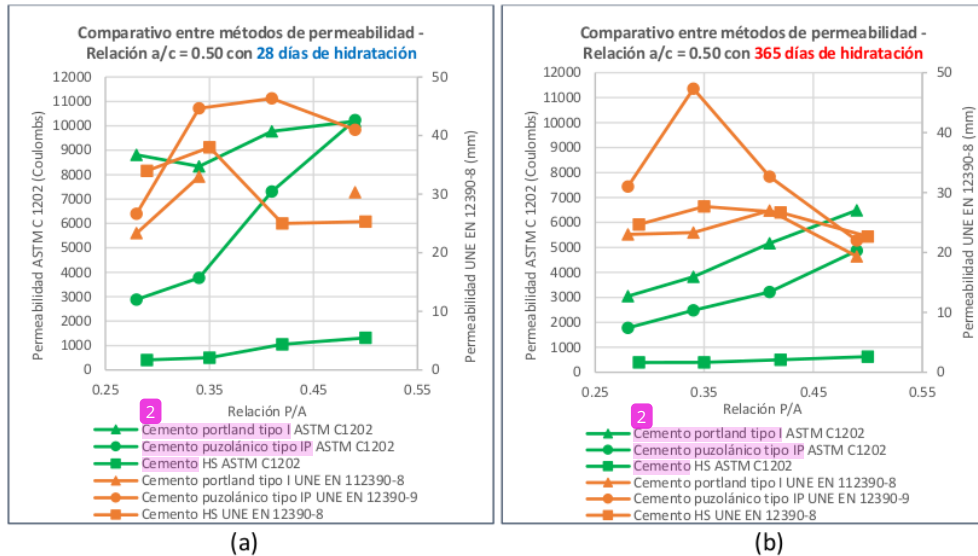 Comparativo entre métodos de permeabilidad -
Relación a/c = 0.50 con 28 días de hidratación
12000
11000
10000
9000
8000
7000
6000
5000
4000
3000
2000
1000
0
50
40
30
20
10
0
0.25
0.35
0.45
0.55
Permeabilidad ASTM C 1202 (Coulombs)
Permeabilidad UNE EN 12390-8 (mm)
Relación P/A
2
Cemento portland tipo I ASTM C1202
Cemento puzolánico tipo IP ASTM C1202
Cemento HS ASTM C1202
Cemento portland tipo I UNE EN 112390-8
Cemento puzolánico tipo IP UNE EN 12390-9
Cemento HS UNE EN 12390-8
(a)
Comparativo entre métodos de permeabilidad -
Relación a/c = 0.50 con 365 días de hidratación
12000
11000
10000
9000
8000
7000
6000
5000
4000
3000
2000
1000
0
50
40
30
20
10
0
0.25
0.35
0.45
0.55
Permeabilidad ASTM C 1202 (Coulombs)
Permeabilidad UNE EN 12390-8 (mm)
Relación P/A
2
Cemento portland tipo I ASTM C1202
Cemento puzolánico tipo IP ASTM C1202
Cemento HS ASTM C1202
Cemento portland tipo I UNE EN 112390-8
Cemento puzolánico tipo IP UNE EN 12390-9
Cemento HS UNE EN 12390-8
(b)